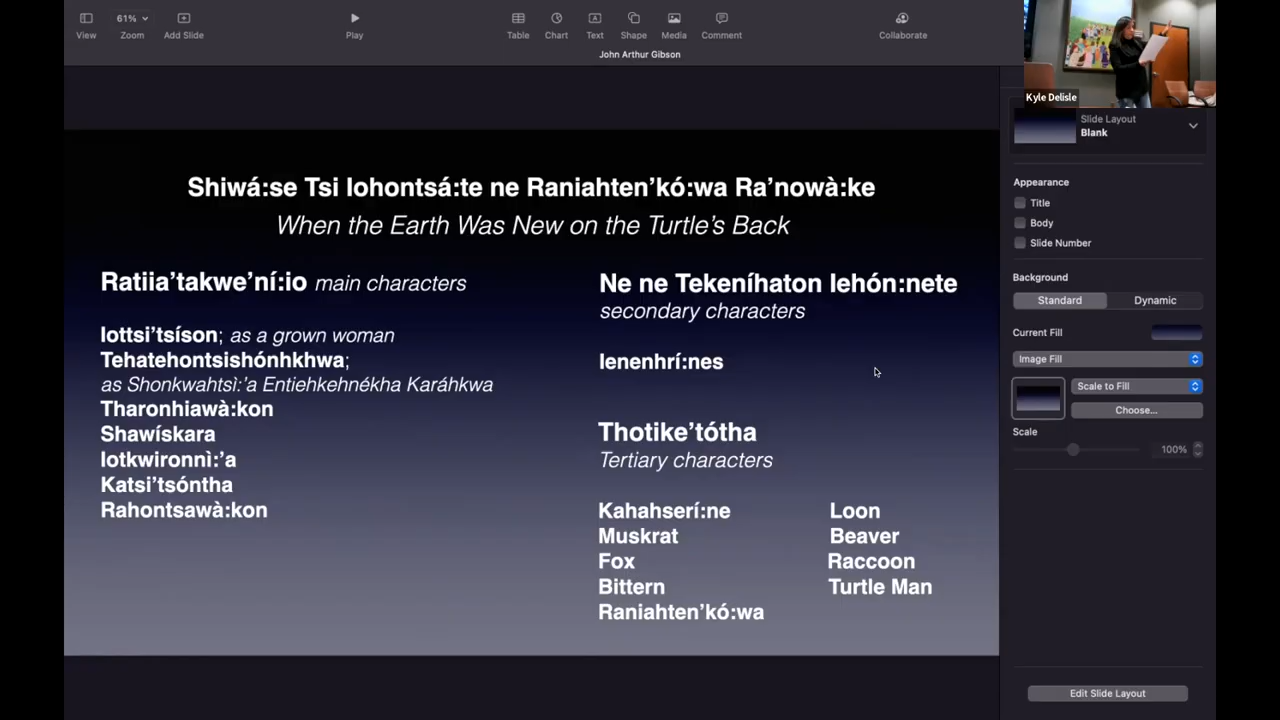 61%
View
Zoom
Add Slide
Play
Table
Chart
Text
Shape
Media
Comment
Collaborate
John Arthur Gibson
Kyle Delisle
Shiwá:se Tsi Iohontsá:te ne Raniahten’kó:wa Ra’nowà:ke
When the Earth Was New on the Turtle’s Back
Ratiia’takwe’ní:io main characters
Iottsi’tsíson; as a grown woman
Tehatehontsishónhkhwa;
as Shonkwahtsì:’a Entiehkehnékha Karáhkwa
Tharonhiawà:kon
Shawískara
Iotkwironnì:’a
Katsi’tsóntha
Rahontsawà:kon
Ne ne Tekeníhaton Iehón:nete
secondary characters
Ienenhrí:nes
Thotike’tótha
Tertiary characters
Kahahserí:ne Loon
Muskrat Beaver
Fox Raccoon
Bittern Turtle Man
Raniahten’kó:wa
Slide Layout
Blank
Appearance
Title
Body
Slide Number
Background
Standard Dynamic
Current Fill
Image Fill
Scale to Fill
Choose...
Scale
100%
Edit Slide Layout